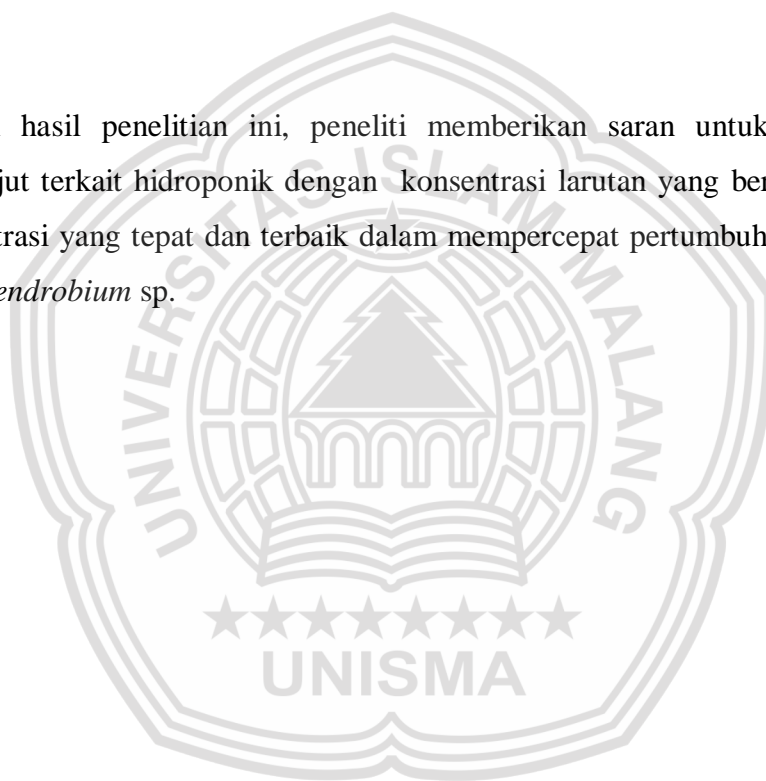 hasil penelitian ini, peneliti memberikan saran untuk
jut terkait hidroponik dengan konsentrasi larutan yang ber
trasi yang tepat dan terbaik dalam mempercepat pertumbuh
endrobium sp.
UNIVERSITAS ISLAM MALANG
UNISMA